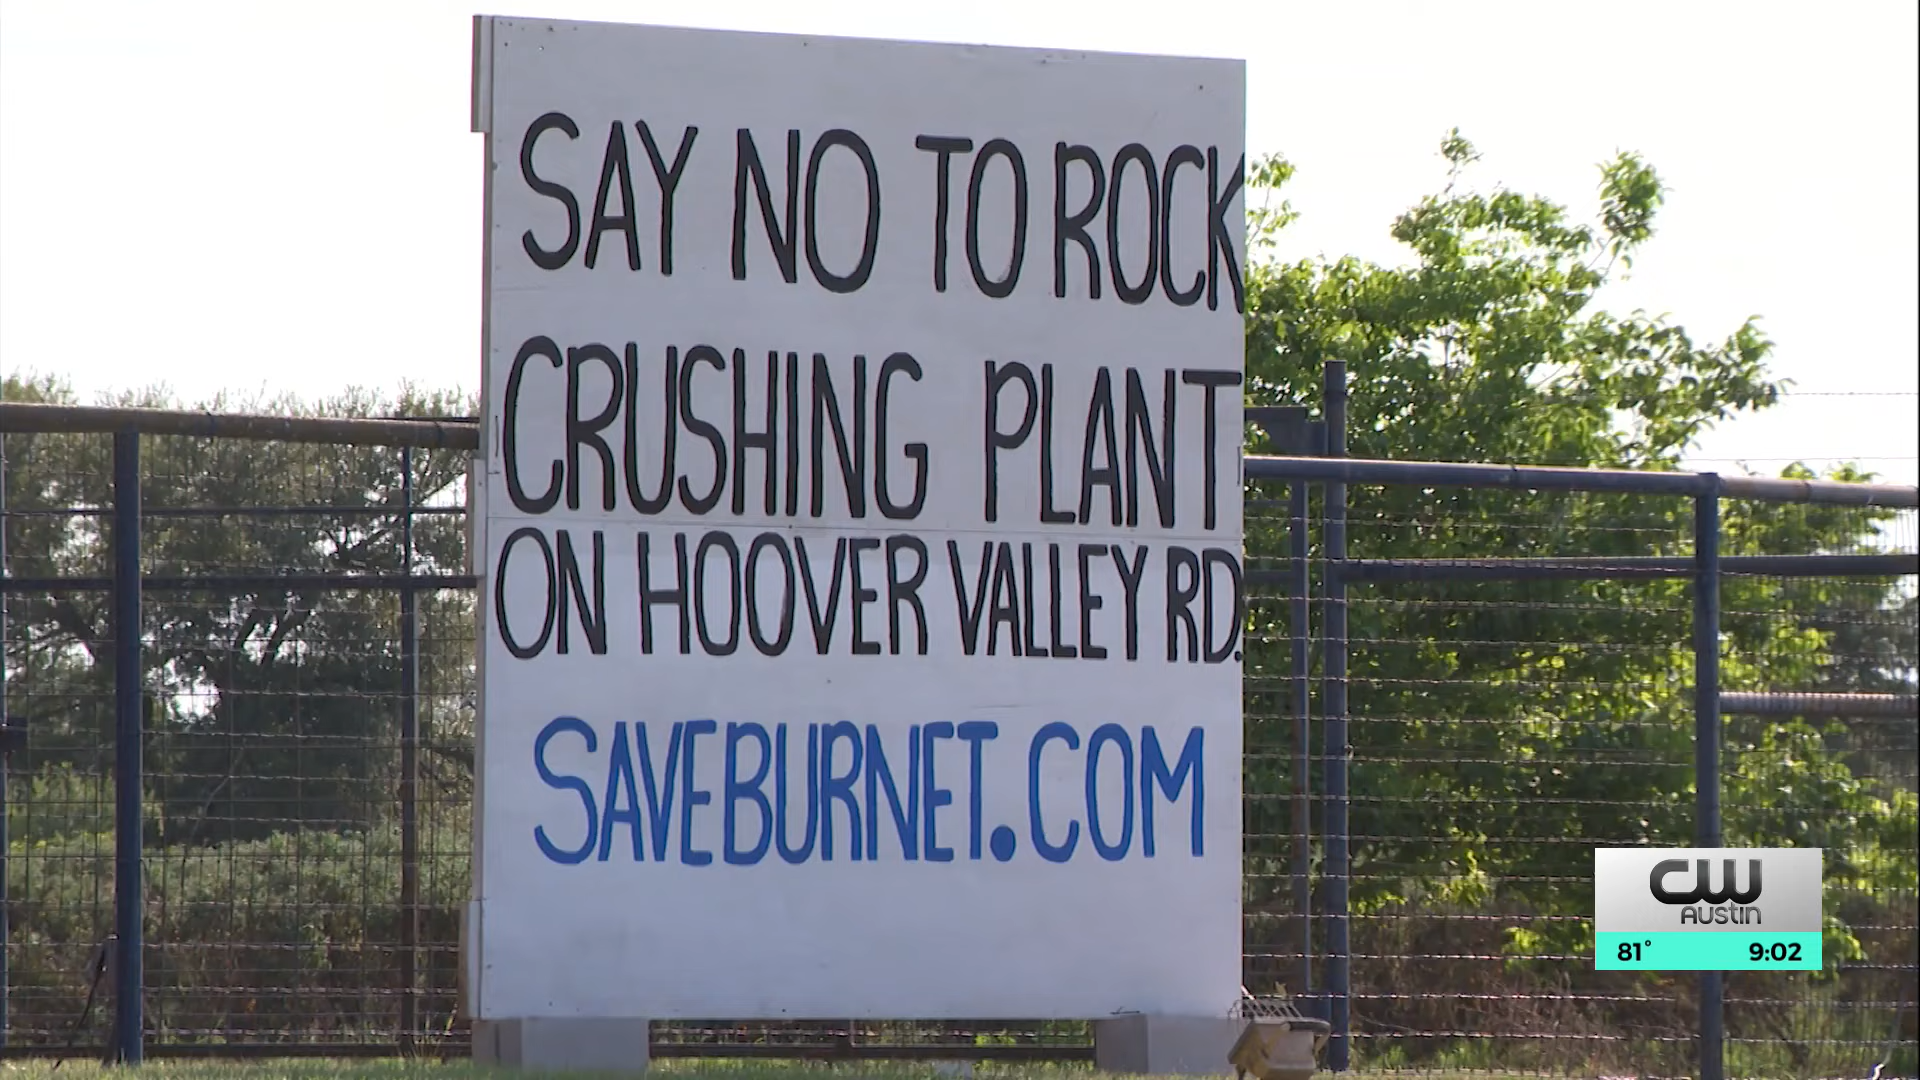 SAY NO TO ROCK
CRUSHING PLANT
ON HOOVER VALLEY RD.
SAVEBURNET.COM
CW
AUSTIN
81° 9:02